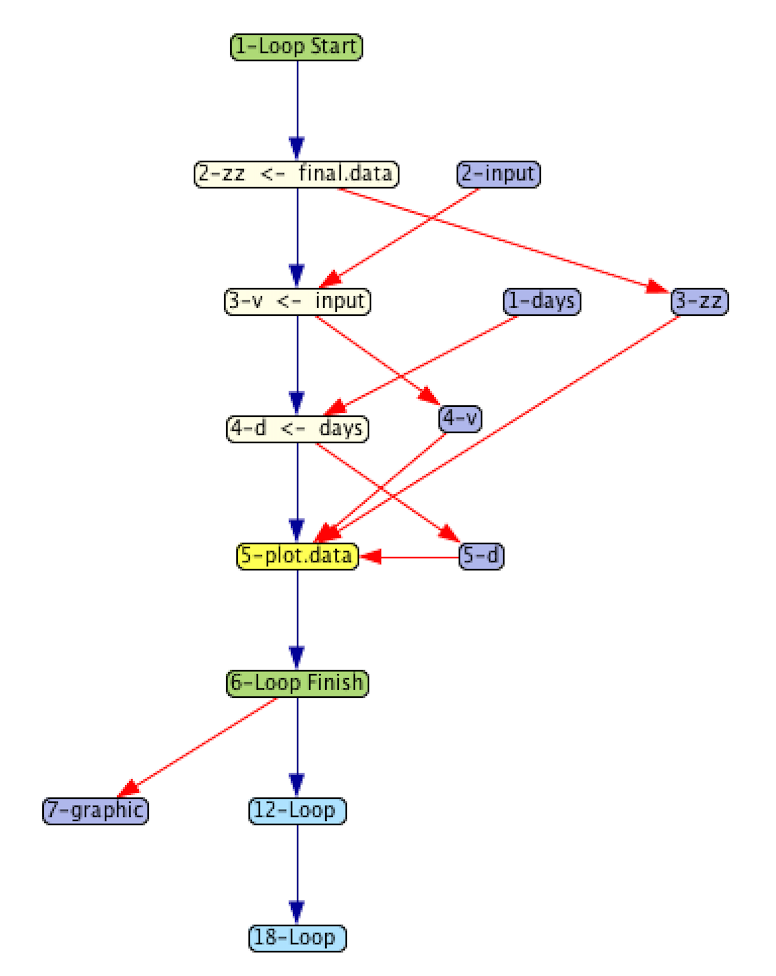 1-Loop Start
2-zz <- final.data
2-input
3-v <- input
1-days
3-zz
4-d <- days
4-v
5-plot.data
5-d
6-Loop Finish
7-graphic
12-Loop
18-Loop